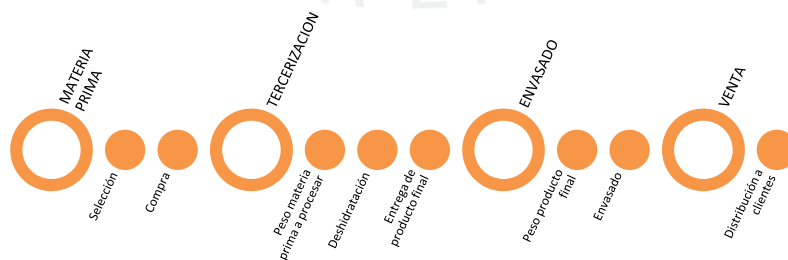 MATERIA
PRIMA
Selección
Compra
TERCERIZACION
Peso materia
prima a procesar
Deshidratación
Entrega de
producto final
ENVASADO
Peso producto
final
Envasado
VENTA
Distribución a
clientes